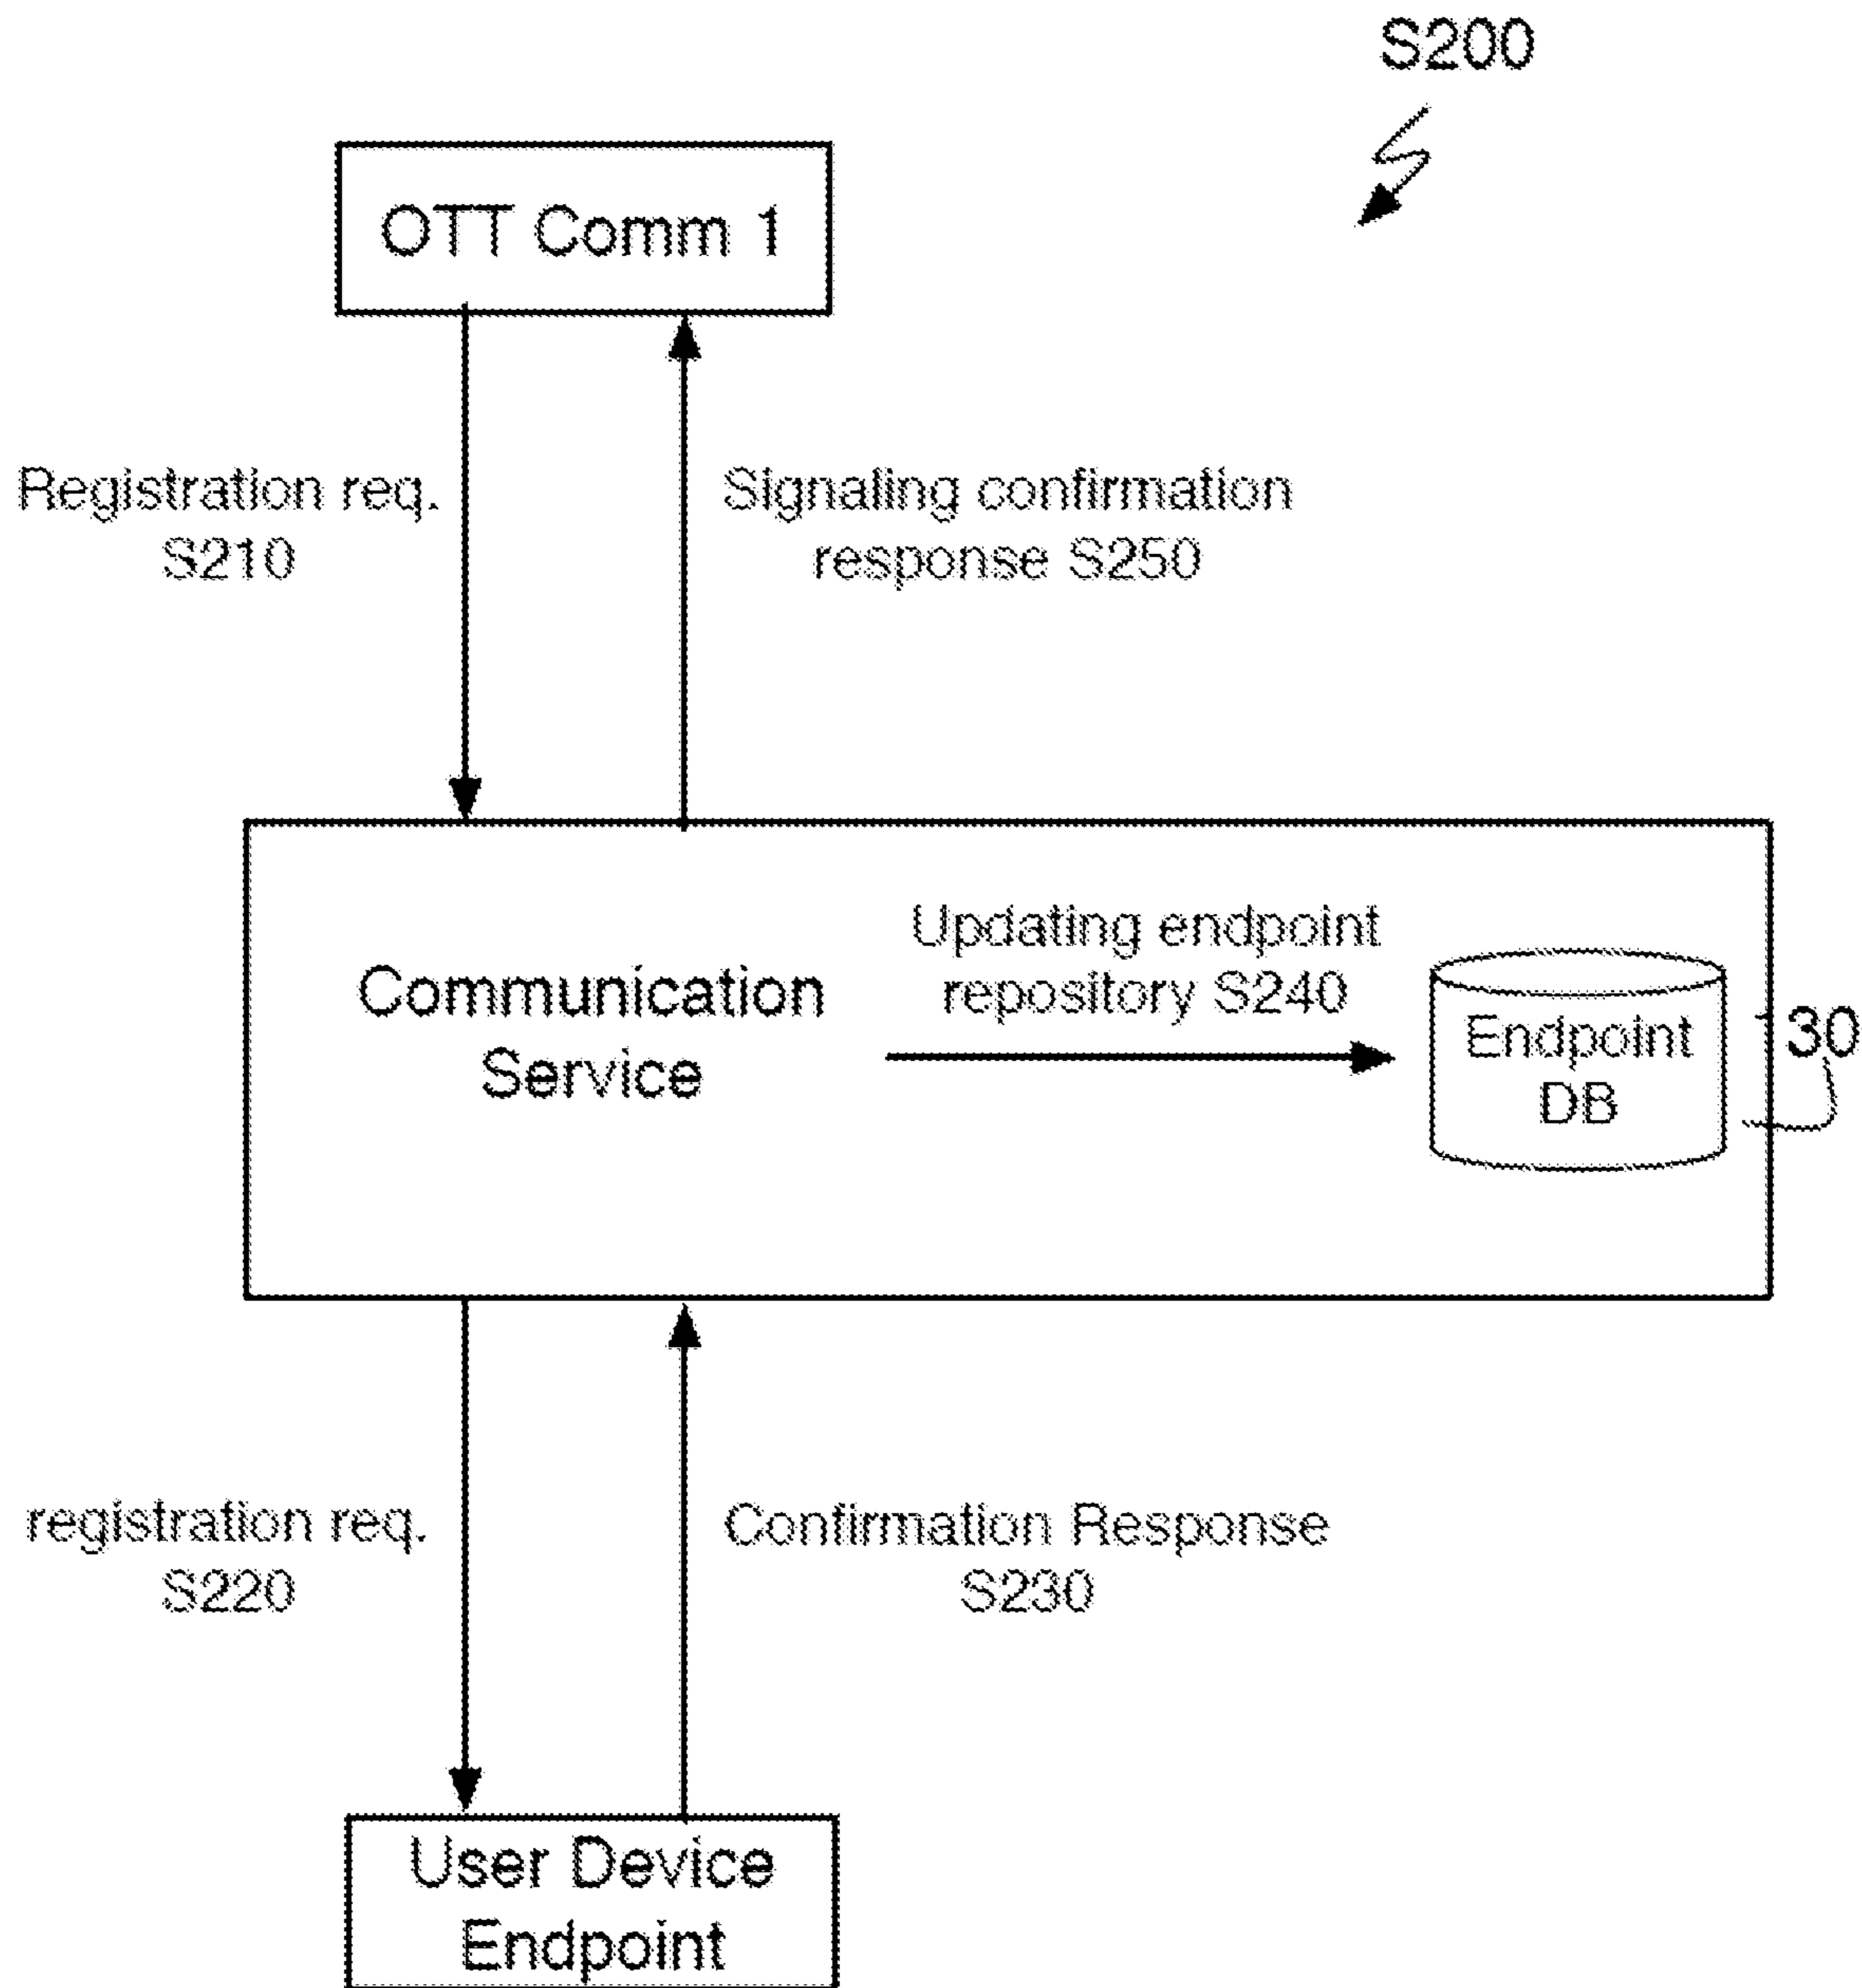 S200
OTT Comm 1
Registration req.
S210
Signaling confirmation
response S250
Updating endpoint
repository S240
Communication
Service
Endpoint
DB
130
registration req.
S220
Confirmation Response
S230
User Device
Endpoint